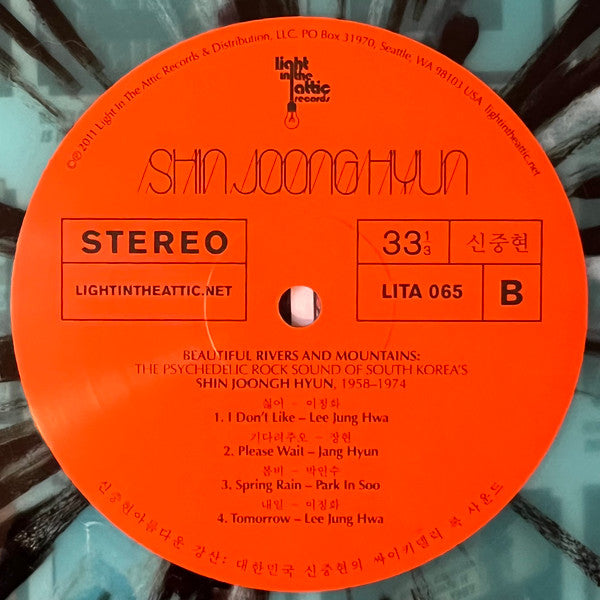 ©℗ 2011 Light In The Attic Records & Distribution, LLC. PO Box 31970, Seattle, WA 98103 USA lightintheattic.net
light
in the
attic
records
SHIN JOONG HYUN
STEREO
LIGHTINTHEATTIC.NET
33 1/3
신중현
LITA 065
B
BEAUTIFUL RIVERS AND MOUNTAINS:
THE PSYCHEDELIC ROCK SOUND OF SOUTH KOREA'S
SHIN JOONGH HYUN, 1958–1974
싫어 – 이정화
1. I Don't Like – Lee Jung Hwa
기다려주오 – 장현
2. Please Wait – Jang Hyun
봄비 – 박인수
3. Spring Rain – Park In Soo
내일 – 이정화
4. Tomorrow – Lee Jung Hwa
신중현아름다운 강산: 대한민국 신중현의 싸이키델릭 록 사운드